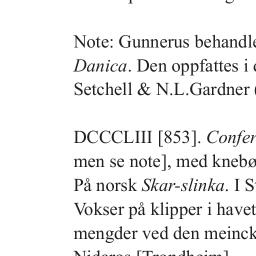 Note: Gunnerus behandle
Danica. Den oppfattes i
Setchell & N.L.Gardner
DCCCLIII [853]. Confer
men se note], med knebø
På norsk Skar-slinka. I S
Vokser på klipper i havet
mengder ved den meinck
Nidaros [Trondheim]